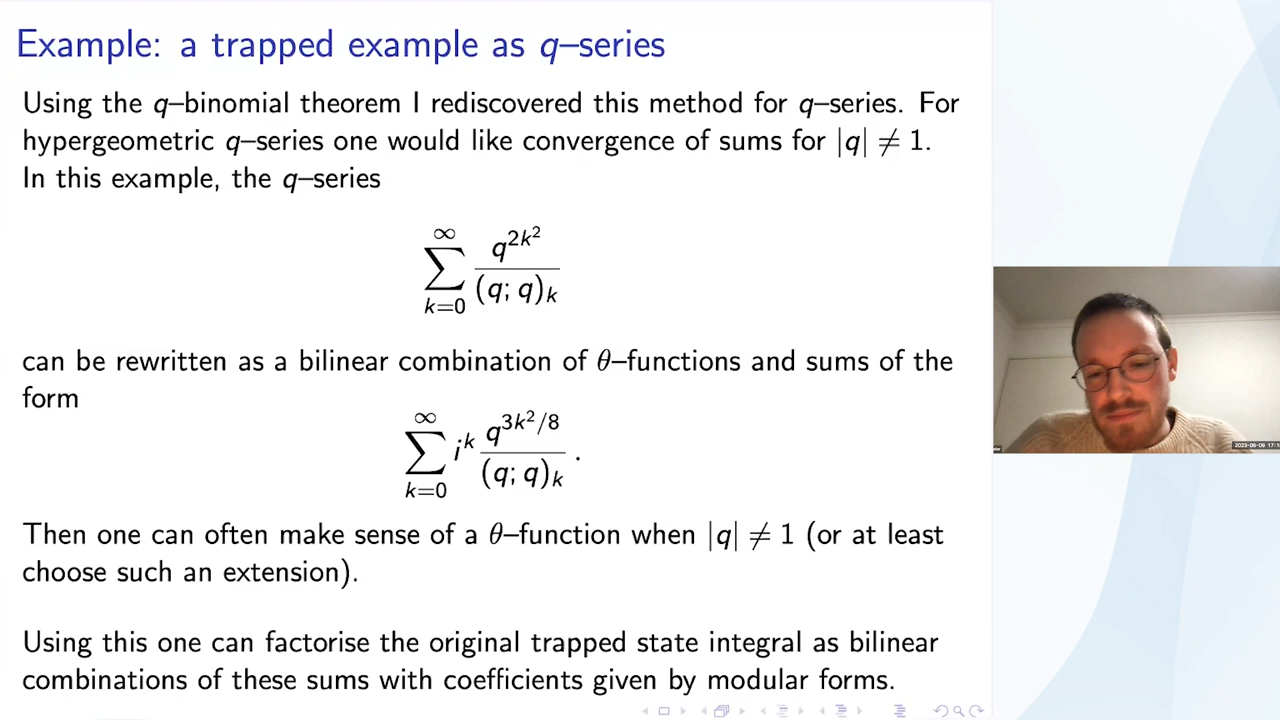 Example: a trapped example as q–series
Using the q–binomial theorem I rediscovered this method for q–series. For
hypergeometric q–series one would like convergence of sums for |q| ≠ 1.
In this example, the q–series
∑_{k=0}^{∞} q^{2k²} / (q; q)_k
can be rewritten as a bilinear combination of θ–functions and sums of the
form
∑_{k=0}^{∞} i^k q^{3k²/8} / (q; q)_k .
Then one can often make sense of a θ–function when |q| ≠ 1 (or at least
choose such an extension).
Using this one can factorise the original trapped state integral as bilinear
combinations of these sums with coefficients given by modular forms.